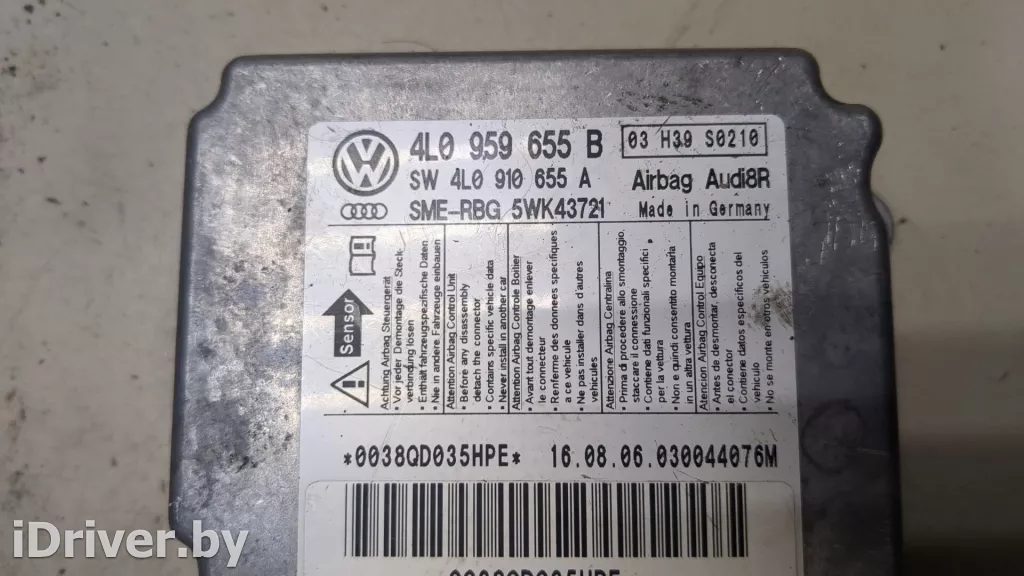 4L0 959 655 B
03 H39 S0210
SW 4L0 910 655 A
Airbag Audi8R
SME-RBG 5WK43721
Made in Germany
Sensor
Achtung Airbag Steuergerät
• Vor jeder Demontage die Steck-
verbindung lösen
• Enthält fahrzeugspezifische Daten
• Nie in andere Fahrzeuge einbauen
Attention Airbag Control Unit
• Before any disassembly
detach the connector
• Contains specific vehicle data
• Never install in another car
Attention Airbag Controle Boitier
• Avant tout demontage enlever
le connecteur
• Renferme des donnees specifiques
a ce vehicule
• Ne pas installer dans d'autres
vehicules
Attenzione Airbag Centralina
• Prima di procedere allo smontaggio,
staccare il connessione
• Contiene dati funzionali specifici
per la vettura
• Non e quindi consentito montarla
in un altra vettura
Atencion Airbag Control Equipo
• Antes de desmontar, desconecta
el conector
• Contiene datos especificos del
vehiculo
• No se monte en otros vehiculos
*0038QD035HPE*
16.08.06.030044076M
0038QD035HPE
iDriver.by